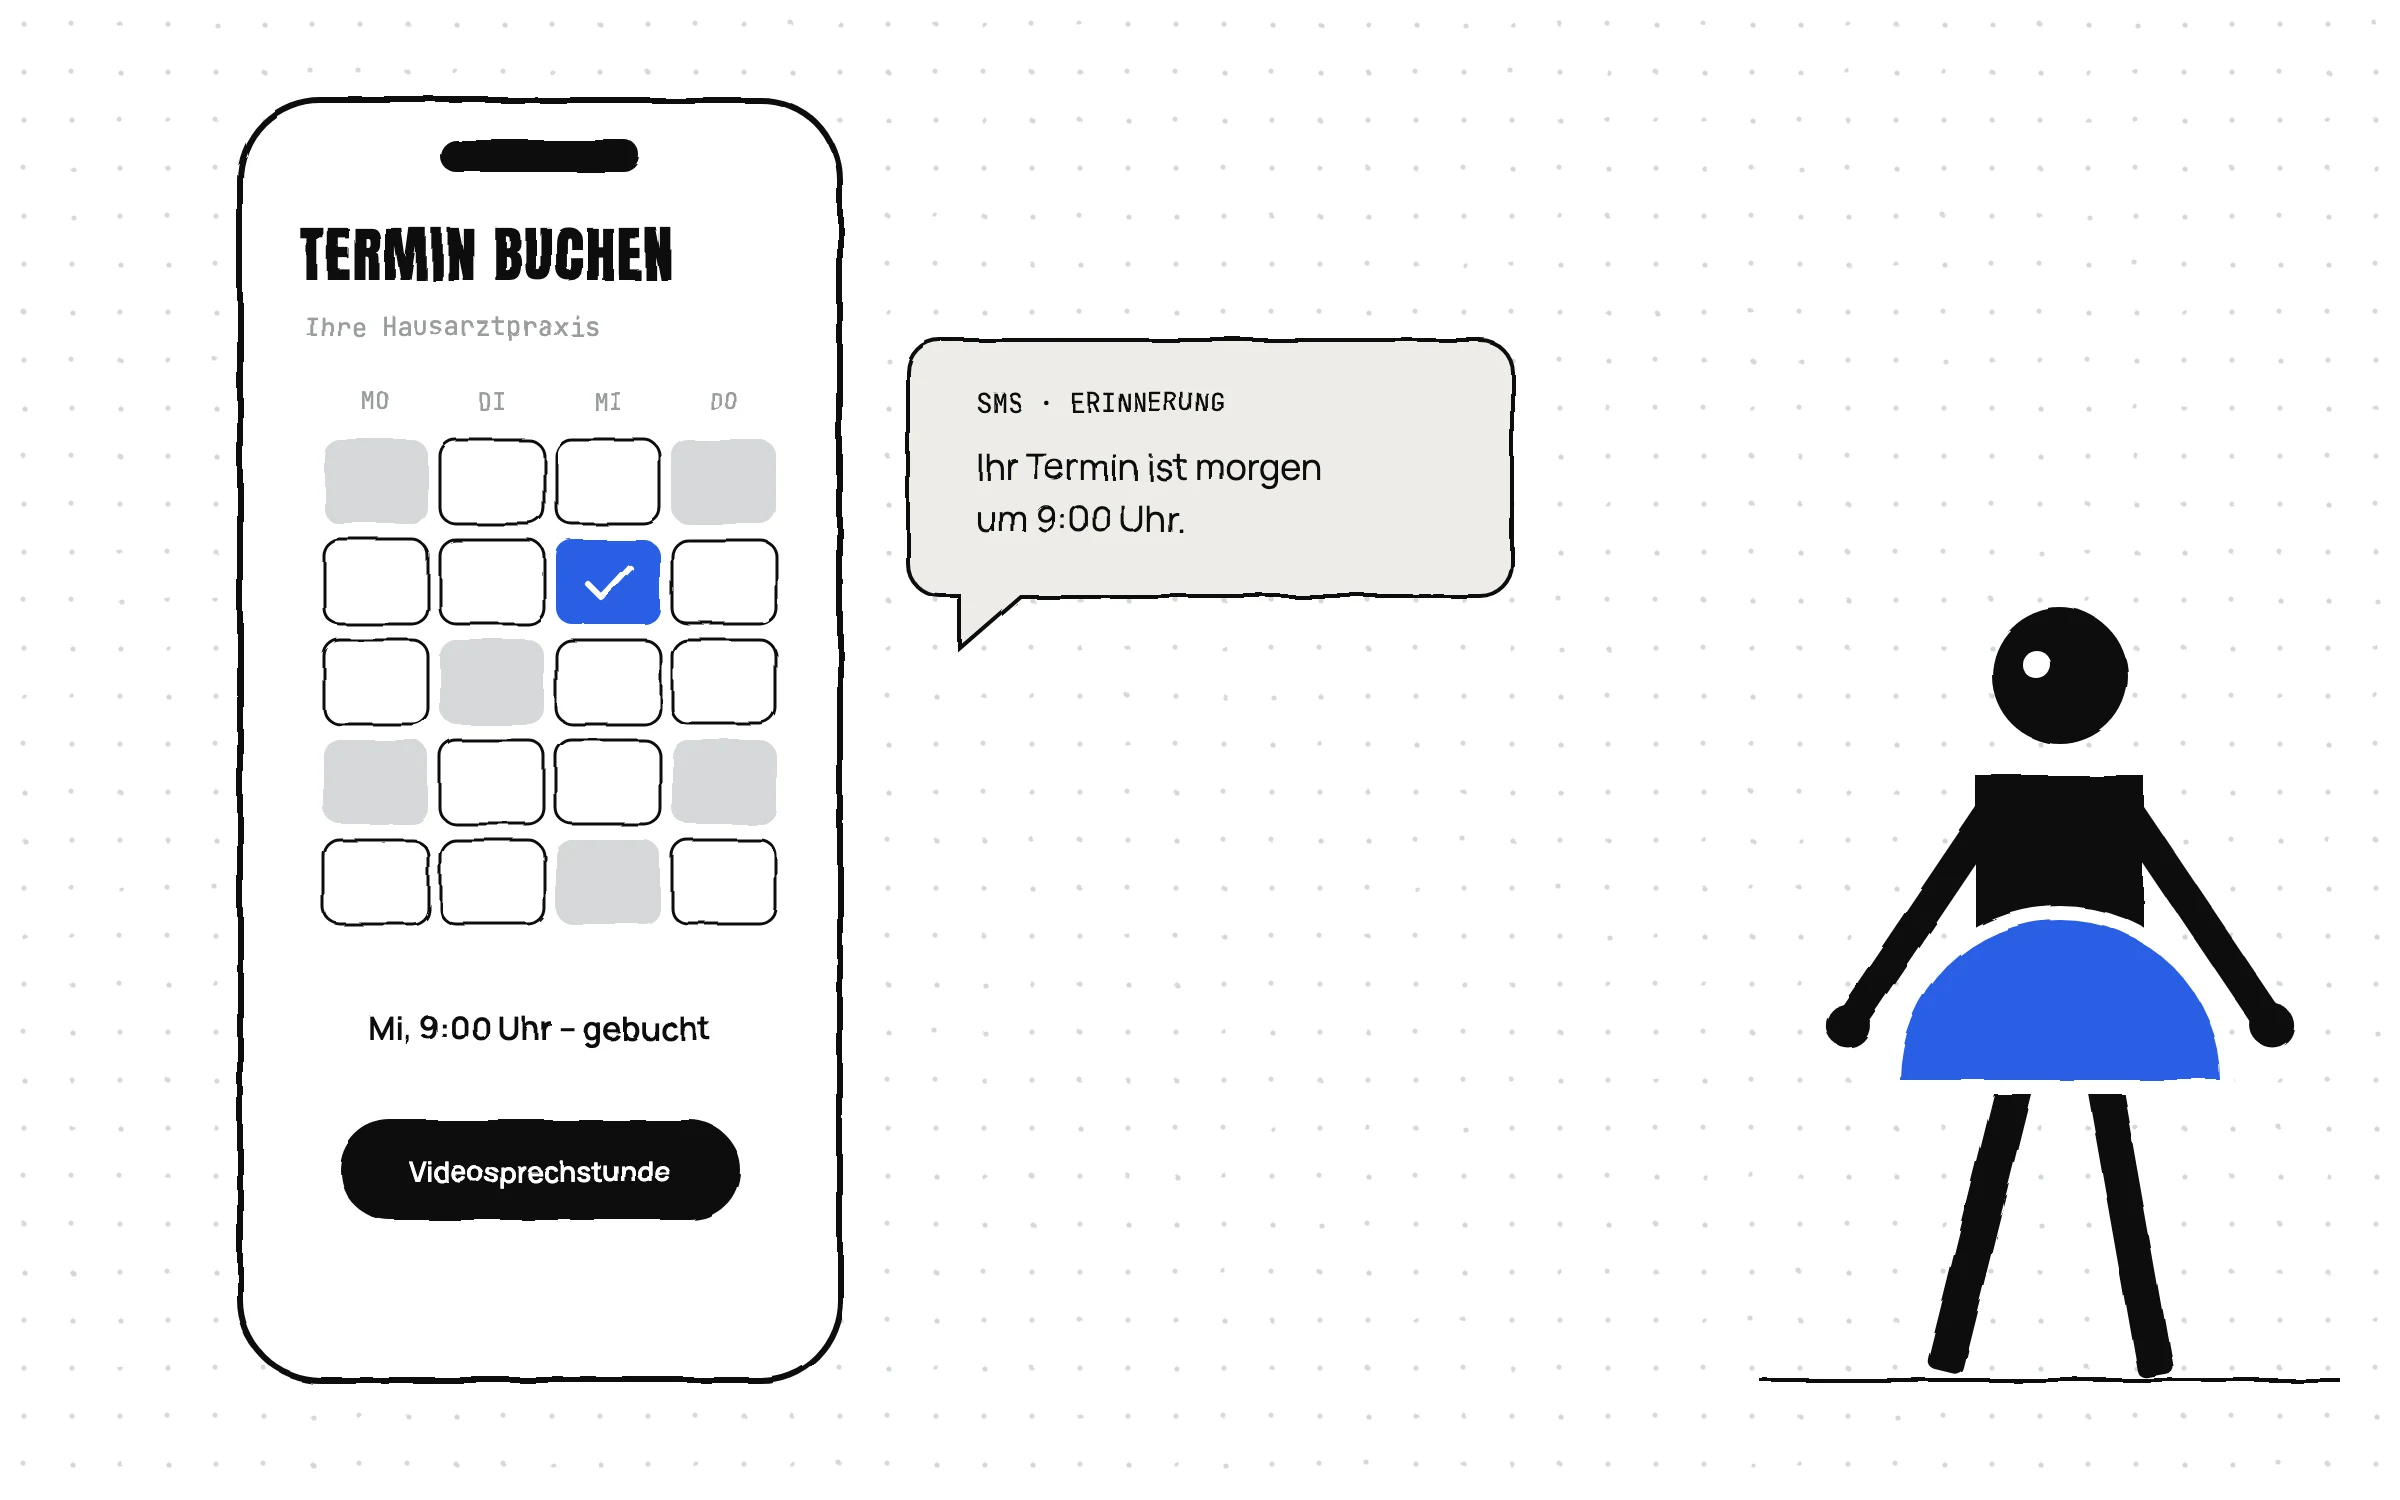 TERMIN BUCHEN
Ihre Hausarztpraxis
MO DI MI DO
SMS · ERINNERUNG
Ihr Termin ist morgen
um 9:00 Uhr.
Mi, 9:00 Uhr – gebucht
Videosprechstunde